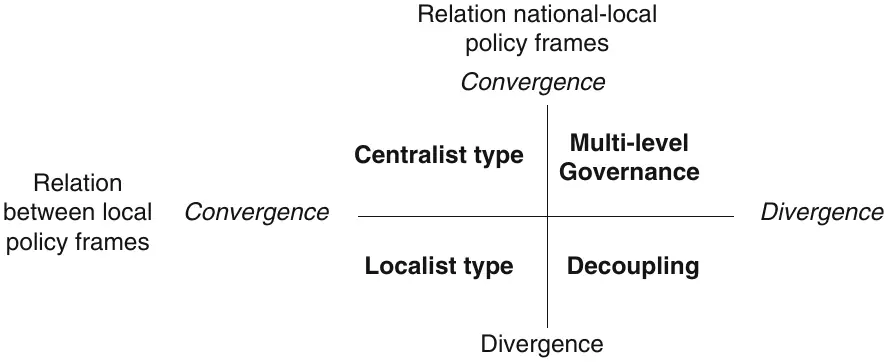 Relation national-local
policy frames
Convergence
Centralist type
Multi-level
Governance
Relation
between local
policy frames
Convergence
Divergence
Localist type
Decoupling
Divergence